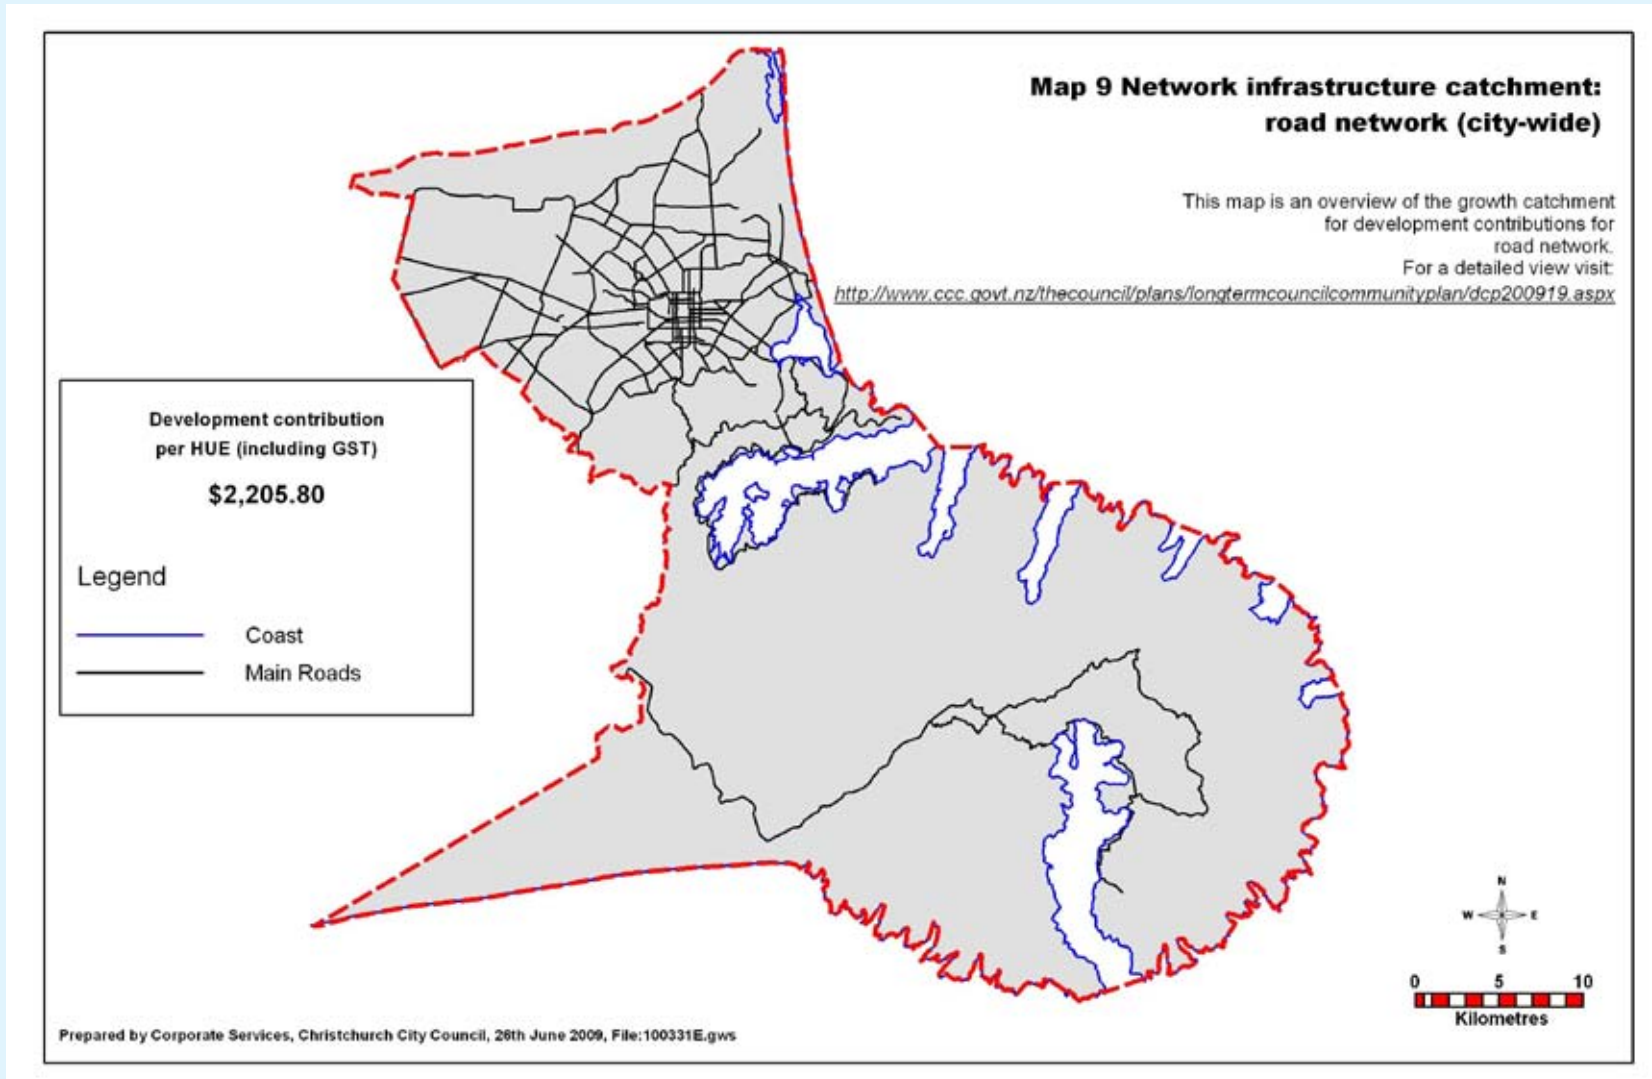 Map 9 Network infrastructure catchment:
road network (city-wide)
This map is an overview of the growth catchment
for development contributions for
road network.
For a detailed view visit:
http://www.ccc.govt.nz/thecouncil/plans/longtermcouncilcommunityplan/dcp200919.aspx
Development contribution
per HUE (including GST)
$2,205.80
Legend
Coast
Main Roads
N
W E
S
0 5 10
Kilometres
Prepared by Corporate Services, Christchurch City Council, 26th June 2009, File:100331E.gws